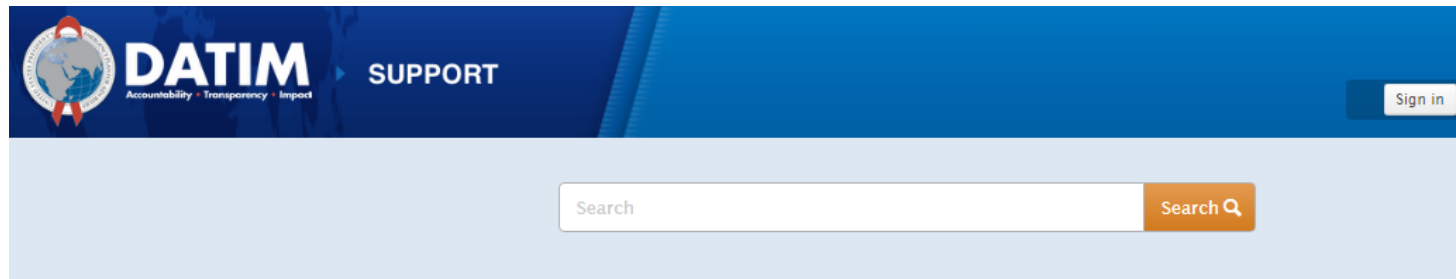 DATIM
Accountability • Transparency • Impact
SUPPORT
Sign in
Search
Search